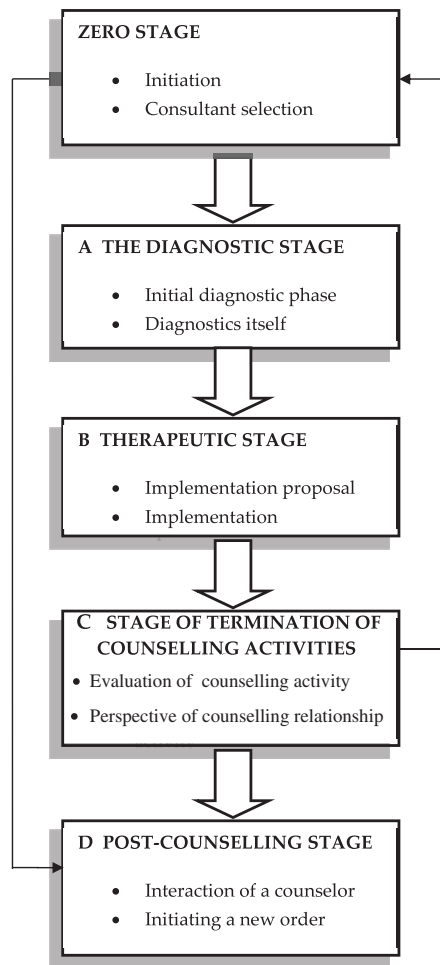 ZERO STAGE
• Initiation
• Consultant selection
A THE DIAGNOSTIC STAGE
• Initial diagnostic phase
• Diagnostics itself
B THERAPEUTIC STAGE
• Implementation proposal
• Implementation
C STAGE OF TERMINATION OF
COUNSELLING ACTIVITIES
• Evaluation of counselling activity
• Perspective of counselling relationship
D POST-COUNSELLING STAGE
• Interaction of a counselor
• Initiating a new order